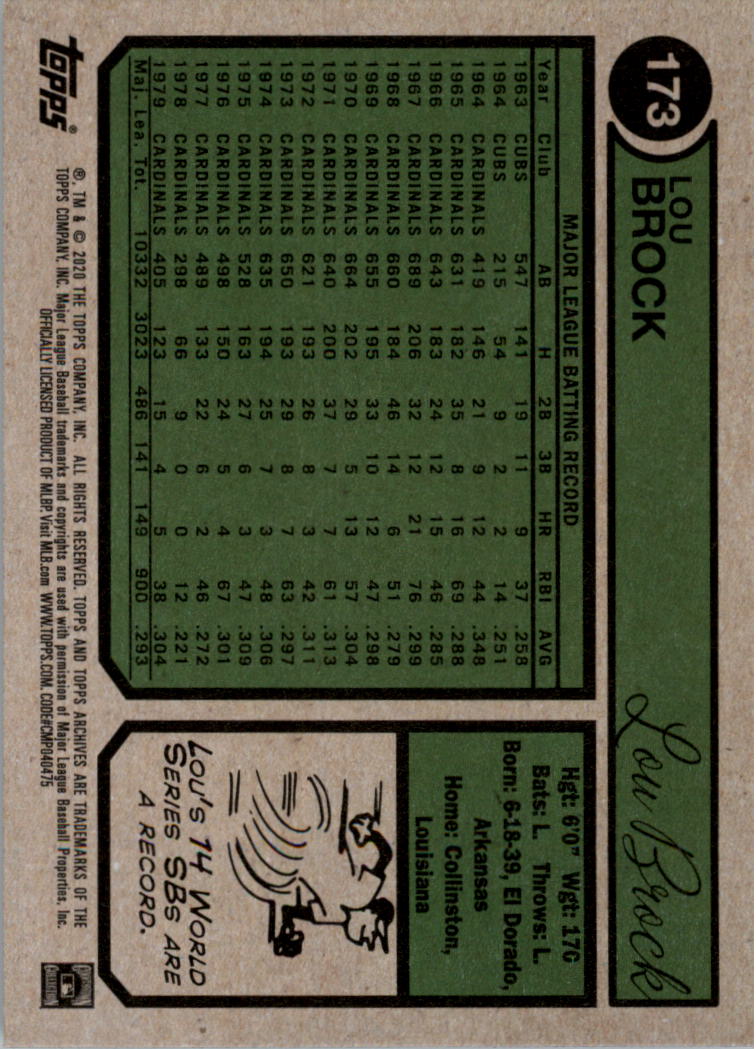 173
LOU
BROCK
Lou Brock
MAJOR LEAGUE BATTING RECORD
Year Club AB H 2B 3B HR RBI AVG
1963 CUBS 547 141 19 11 9 37 .258
1964 CUBS 215 54 9 2 2 14 .251
1964 CARDINALS 419 146 21 9 12 44 .348
1965 CARDINALS 631 182 35 8 16 69 .288
1966 CARDINALS 643 183 24 12 15 46 .285
1967 CARDINALS 689 206 32 12 21 76 .299
1968 CARDINALS 660 184 46 14 6 51 .279
1969 CARDINALS 655 195 33 10 12 47 .298
1970 CARDINALS 664 202 29 5 13 57 .304
1971 CARDINALS 640 200 37 7 7 61 .313
1972 CARDINALS 621 193 26 8 3 42 .311
1973 CARDINALS 650 193 29 8 7 63 .297
1974 CARDINALS 635 194 25 7 3 48 .306
1975 CARDINALS 528 163 27 6 3 47 .309
1976 CARDINALS 498 150 24 5 4 67 .301
1977 CARDINALS 489 133 22 6 2 46 .272
1978 CARDINALS 298 66 9 0 0 12 .221
1979 CARDINALS 405 123 15 4 5 38 .304
Maj. Lea. Tot. 10332 3023 486 141 149 900 .293
Hgt: 6'0" Wgt: 170
Bats: L. Throws: L.
Born: 6-18-39, El Dorado,
Arkansas
Home: Collinston,
Louisiana
LOU'S 14 WORLD
SERIES SBs ARE
A RECORD.
topps®
®, TM & © 2020 THE TOPPS COMPANY, INC. ALL RIGHTS RESERVED. TOPPS AND TOPPS ARCHIVES ARE TRADEMARKS OF THE
TOPPS COMPANY, INC. Major League Baseball trademarks and copyrights are used with permission of Major League Baseball Properties, Inc.
OFFICIALLY LICENSED PRODUCT OF MLBP. Visit MLB.com WWW.TOPPS.COM. CODE#CMP040475